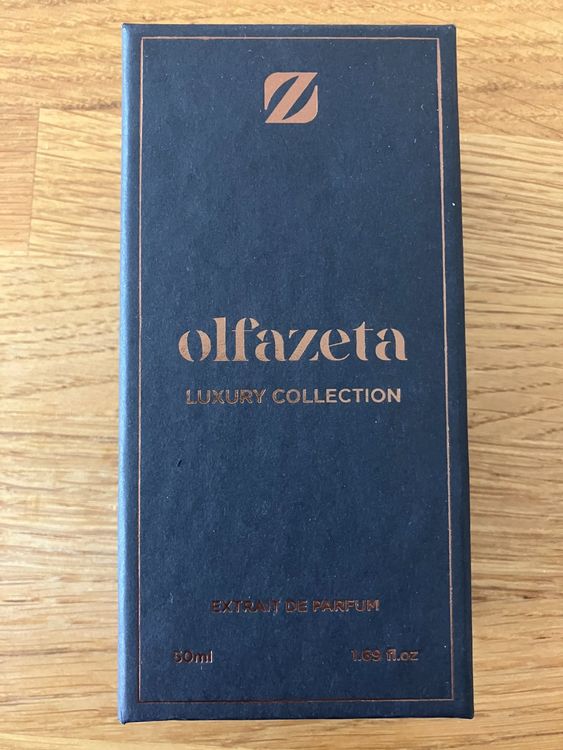 olfazeta
LUXURY COLLECTION
EXTRAIT DE PARFUM
50ml 1.69 fl.oz